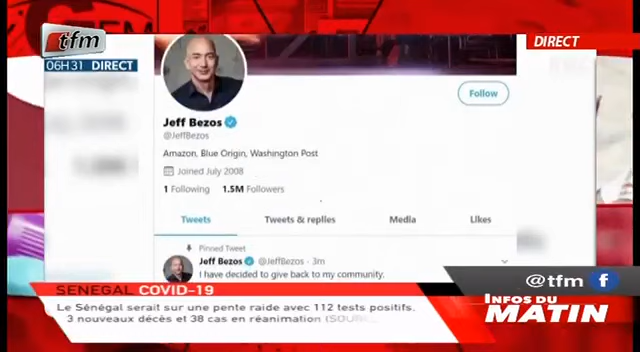 tfm
DIRECT
06H31 DIRECT
Follow
Jeff Bezos
@JeffBezos
Amazon, Blue Origin, Washington Post
Joined July 2008
1 Following 1.5M Followers
Tweets Tweets & replies Media Likes
Pinned Tweet
Jeff Bezos @JeffBezos · 3m
I have decided to give back to my community.
@tfm f
SENEGAL COVID-19
Le Sénégal serait sur une pente raide avec 112 tests positifs.
3 nouveaux décès et 38 cas en réanimation
INFOS DU
MATIN